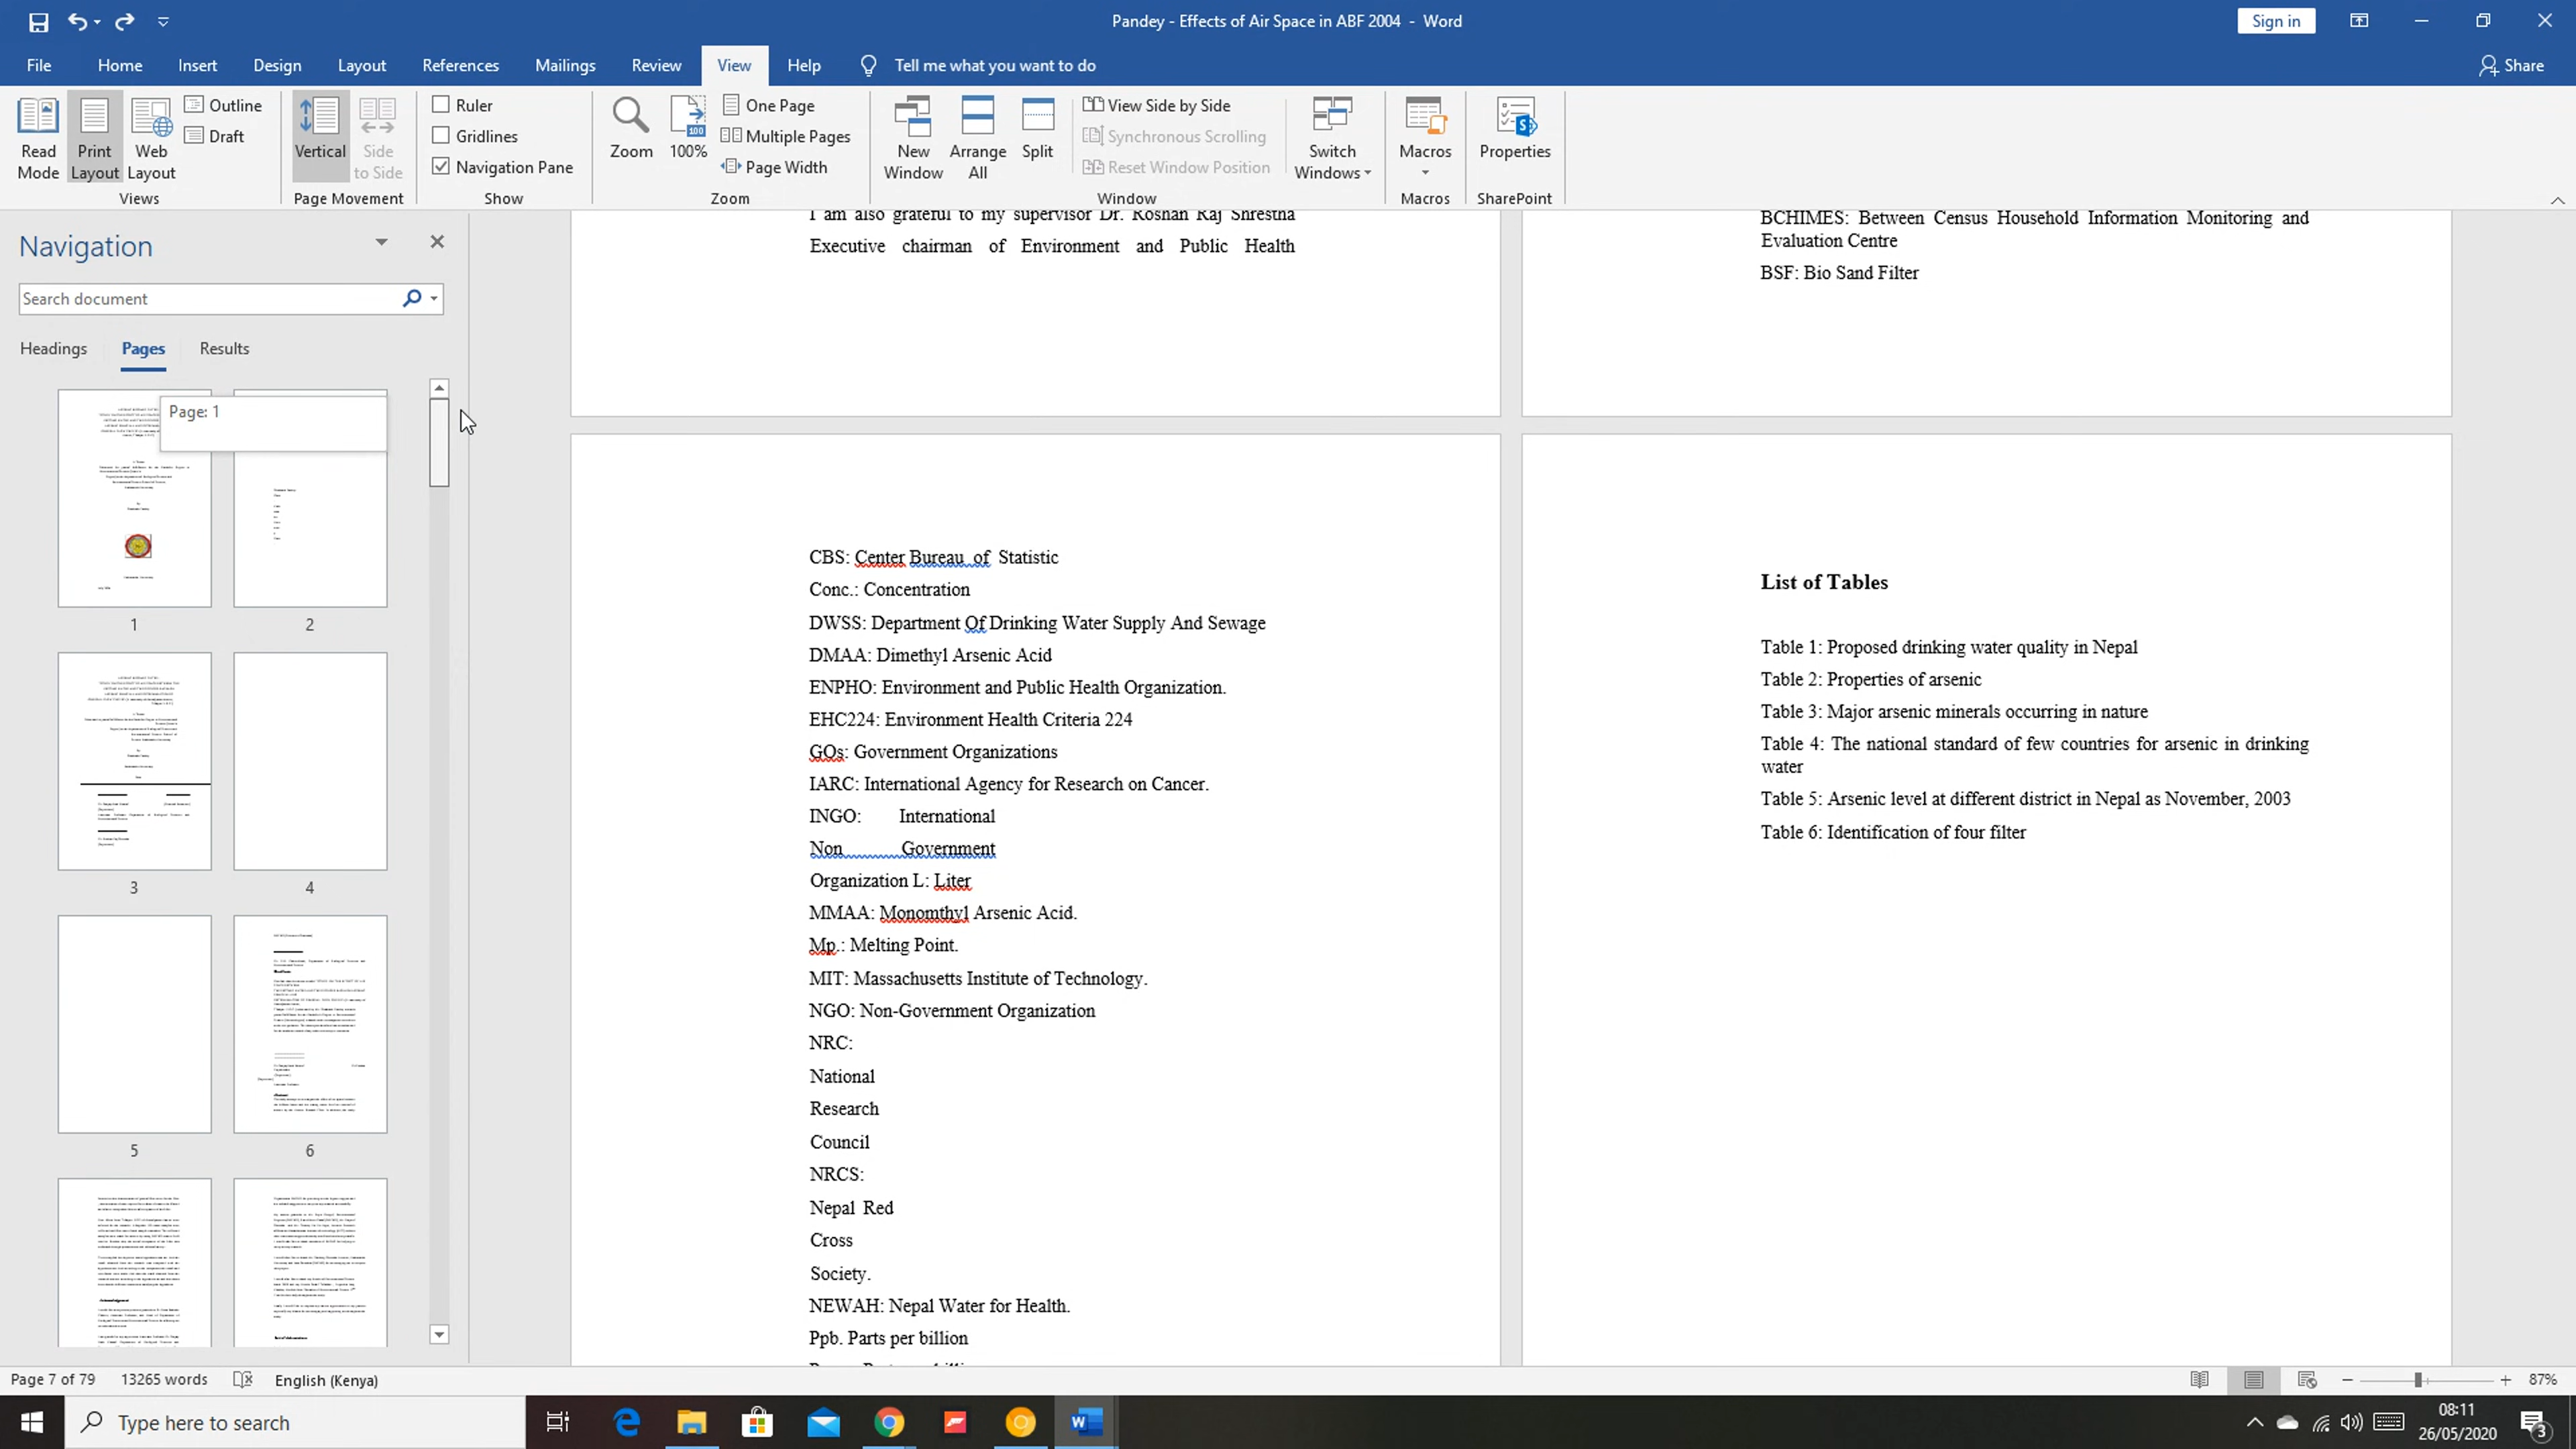 Pandey - Effects of Air Space in ABF 2004 - Word
Sign in
File Home Insert Design Layout References Mailings Review View Help Tell me what you want to do
Share
Read Mode
Print Layout
Web Layout
Outline
Draft
Views
Vertical
Side to Side
Page Movement
Ruler
Gridlines
Navigation Pane
Show
Zoom
100
100%
One Page
Multiple Pages
Page Width
Zoom
New Window
Arrange All
Split
View Side by Side
Synchronous Scrolling
Reset Window Position
Switch Windows
Window
Macros
Macros
Properties
SharePoint
Navigation
Search document
Headings Pages Results
Page: 1
1
2
3
4
5
6
I am also grateful to my supervisor Dr. Roshan Raj Shrestha
Executive chairman of Environment and Public Health
BCHIMES: Between Census Household Information Monitoring and
Evaluation Centre
BSF: Bio Sand Filter
CBS: Center Bureau of Statistic
Conc.: Concentration
DWSS: Department Of Drinking Water Supply And Sewage
DMAA: Dimethyl Arsenic Acid
ENPHO: Environment and Public Health Organization.
EHC224: Environment Health Criteria 224
GOs: Government Organizations
IARC: International Agency for Research on Cancer.
INGO: International
Non Government
Organization L: Liter
MMAA: Monomthyl Arsenic Acid.
Mp.: Melting Point.
MIT: Massachusetts Institute of Technology.
NGO: Non-Government Organization
NRC:
National
Research
Council
NRCS:
Nepal Red
Cross
Society.
NEWAH: Nepal Water for Health.
Ppb. Parts per billion
List of Tables
Table 1: Proposed drinking water quality in Nepal
Table 2: Properties of arsenic
Table 3: Major arsenic minerals occurring in nature
Table 4: The national standard of few countries for arsenic in drinking
water
Table 5: Arsenic level at different district in Nepal as November, 2003
Table 6: Identification of four filter
Page 7 of 79 13265 words English (Kenya)
87%
Type here to search
08:11
26/05/2020
3